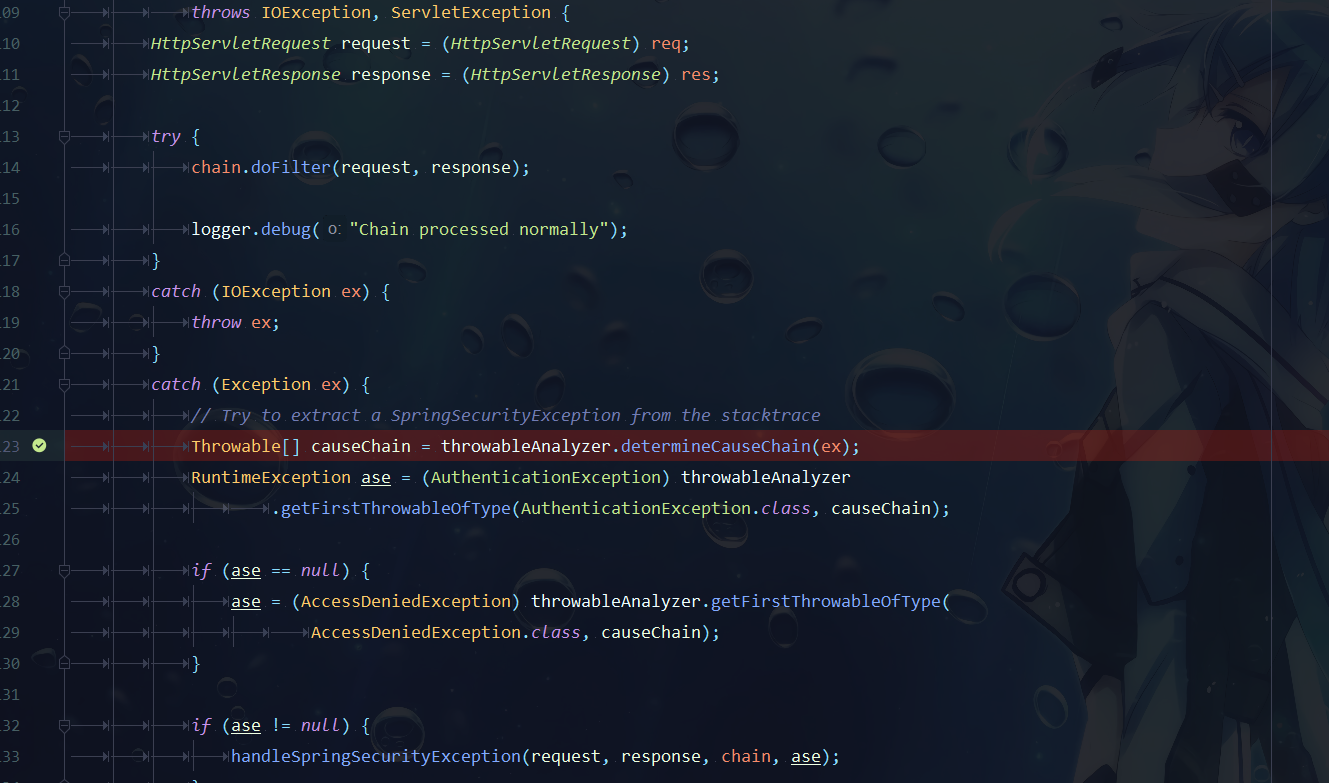 09 throws IOException, ServletException {
10 HttpServletRequest request = (HttpServletRequest) req;
11 HttpServletResponse response = (HttpServletResponse) res;
12
13 try {
14 chain.doFilter(request, response);
15
16 logger.debug( o: "Chain processed normally");
17 }
18 catch (IOException ex) {
19 throw ex;
20 }
21 catch (Exception ex) {
22 // Try to extract a SpringSecurityException from the stacktrace
23 Throwable[] causeChain = throwableAnalyzer.determineCauseChain(ex);
24 RuntimeException ase = (AuthenticationException) throwableAnalyzer
25 .getFirstThrowableOfType(AuthenticationException.class, causeChain);
26
27 if (ase == null) {
28 ase = (AccessDeniedException) throwableAnalyzer.getFirstThrowableOfType(
29 AccessDeniedException.class, causeChain);
30 }
31
32 if (ase != null) {
33 handleSpringSecurityException(request, response, chain, ase);